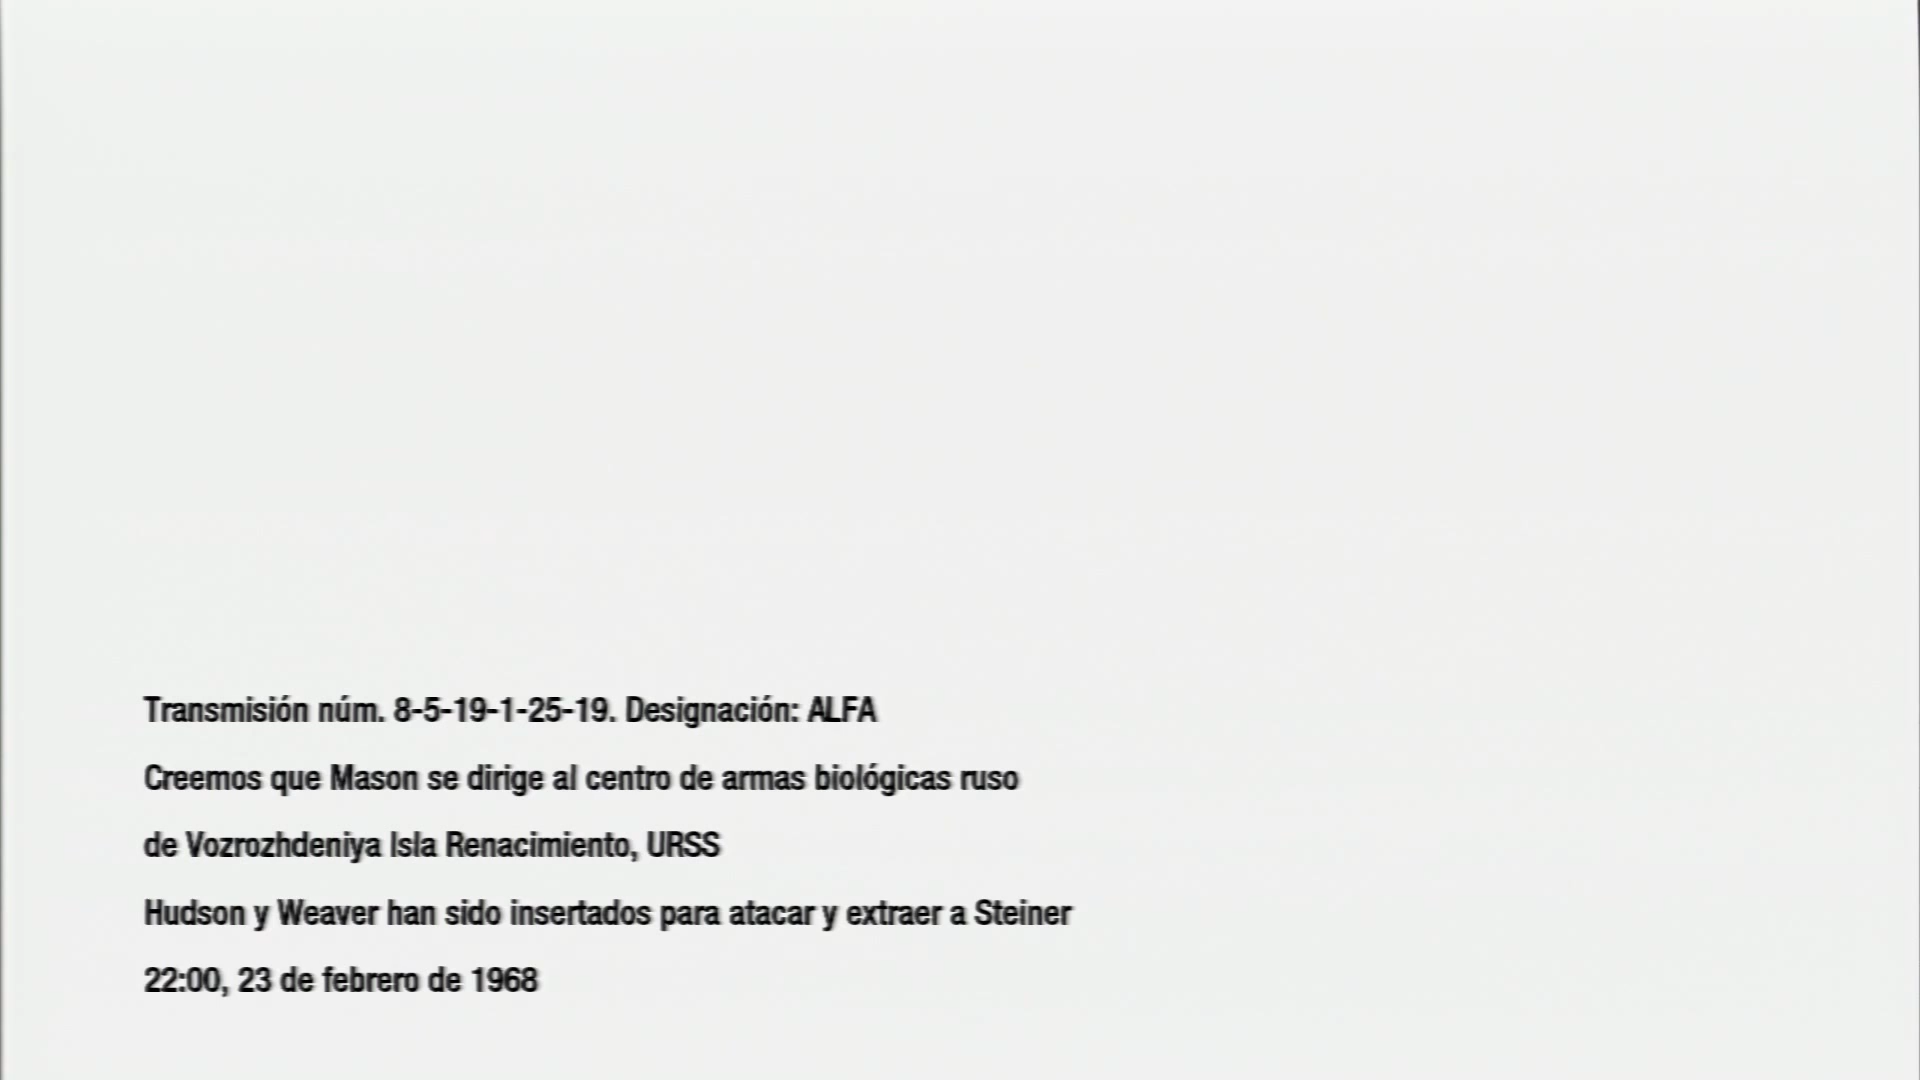 Transmisión núm. 8-5-19-1-25-19. Designación: ALFA
Creemos que Mason se dirige al centro de armas biológicas ruso
de Vozrozhdeniya Isla Renacimiento, URSS
Hudson y Weaver han sido insertados para atacar y extraer a Steiner
22:00, 23 de febrero de 1968